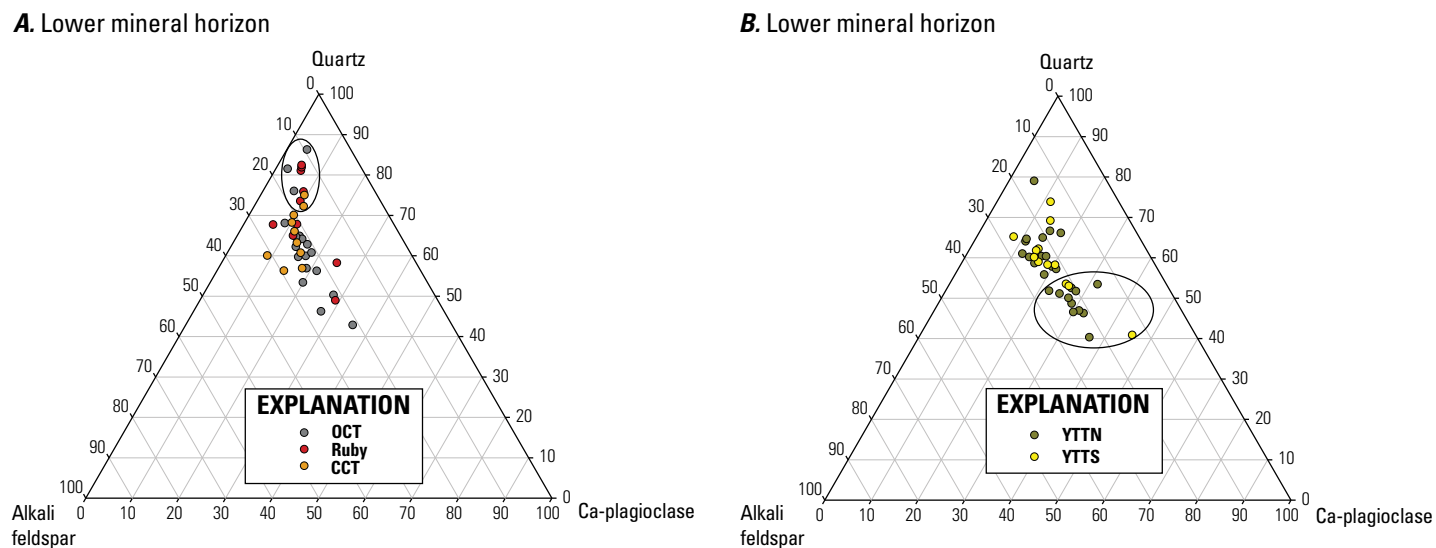 A. Lower mineral horizon
Quartz
0 100
10 90
20 80
30 70
40 60
50 50
60 40
70 30
80 20
90 10
100 0
EXPLANATION
OCT
Ruby
CCT
0 10 20 30 40 50 60 70 80 90 100
Alkali
feldspar
Ca-plagioclase
B. Lower mineral horizon
Quartz
0 100
10 90
20 80
30 70
40 60
50 50
60 40
70 30
80 20
90 10
100 0
EXPLANATION
YTTN
YTTS
0 10 20 30 40 50 60 70 80 90 100
Alkali
feldspar
Ca-plagioclase